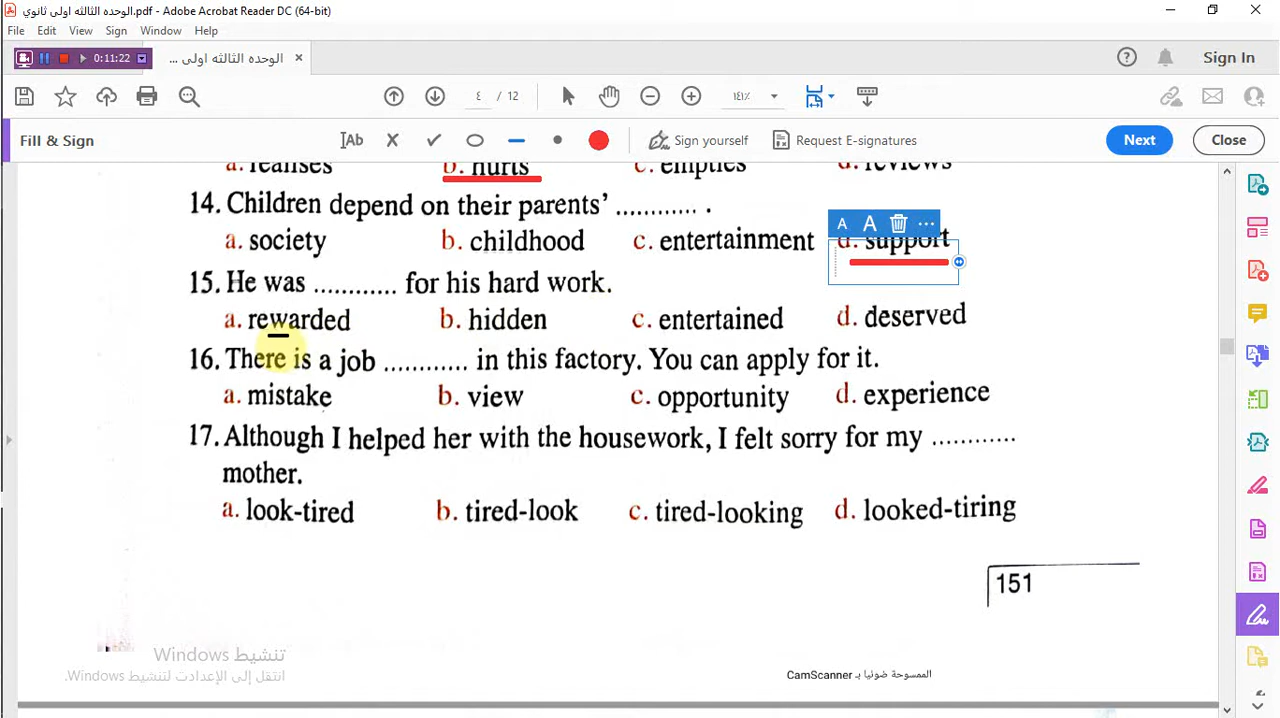 الوحده الثالثه اولى ثانوي.pdf - Adobe Acrobat Reader DC (64-bit)
File Edit View Sign Window Help
0:11:22 الوحده الثالثه اولى ... Sign In
٤ / 12 ١٤١٪
Fill & Sign Ab Sign yourself Request E-signatures Next Close
a. realises b. hurts c. empties d. reviews
14. Children depend on their parents' ............ .
A A
a. society b. childhood c. entertainment d. support
15. He was ............ for his hard work.
a. rewarded b. hidden c. entertained d. deserved
16. There is a job ............ in this factory. You can apply for it.
a. mistake b. view c. opportunity d. experience
17. Although I helped her with the housework, I felt sorry for my ............
mother.
a. look-tired b. tired-look c. tired-looking d. looked-tiring
151
تنشيط Windows
انتقل إلى الإعدادت لتنشيط Windows.
الممسوحة ضوئيا بـ CamScanner